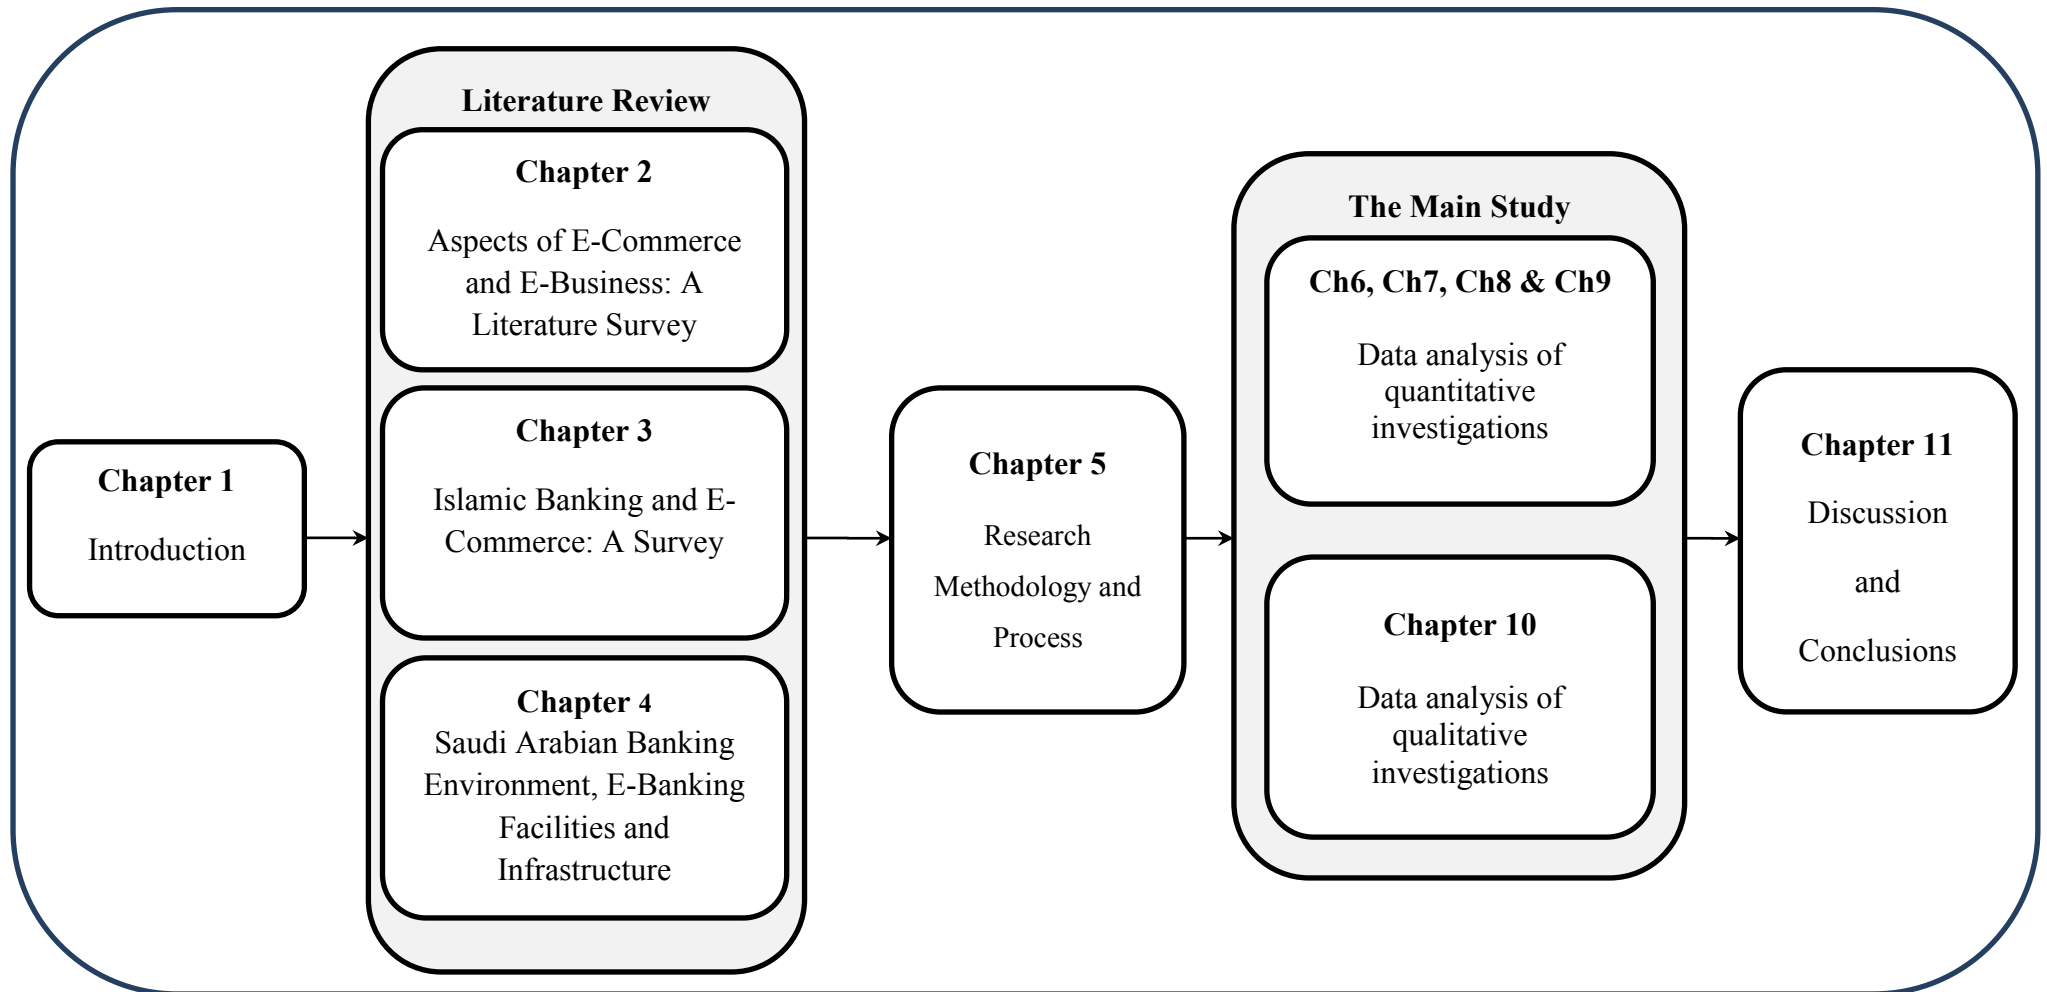 Chapter 1
Introduction
Literature Review
Chapter 2
Aspects of E-Commerce
and E-Business: A
Literature Survey
Chapter 3
Islamic Banking and E-
Commerce: A Survey
Chapter 4
Saudi Arabian Banking
Environment, E-Banking
Facilities and
Infrastructure
Chapter 5
Research
Methodology and
Process
The Main Study
Ch6, Ch7, Ch8 & Ch9
Data analysis of
quantitative
investigations
Chapter 10
Data analysis of
qualitative
investigations
Chapter 11
Discussion
and
Conclusions